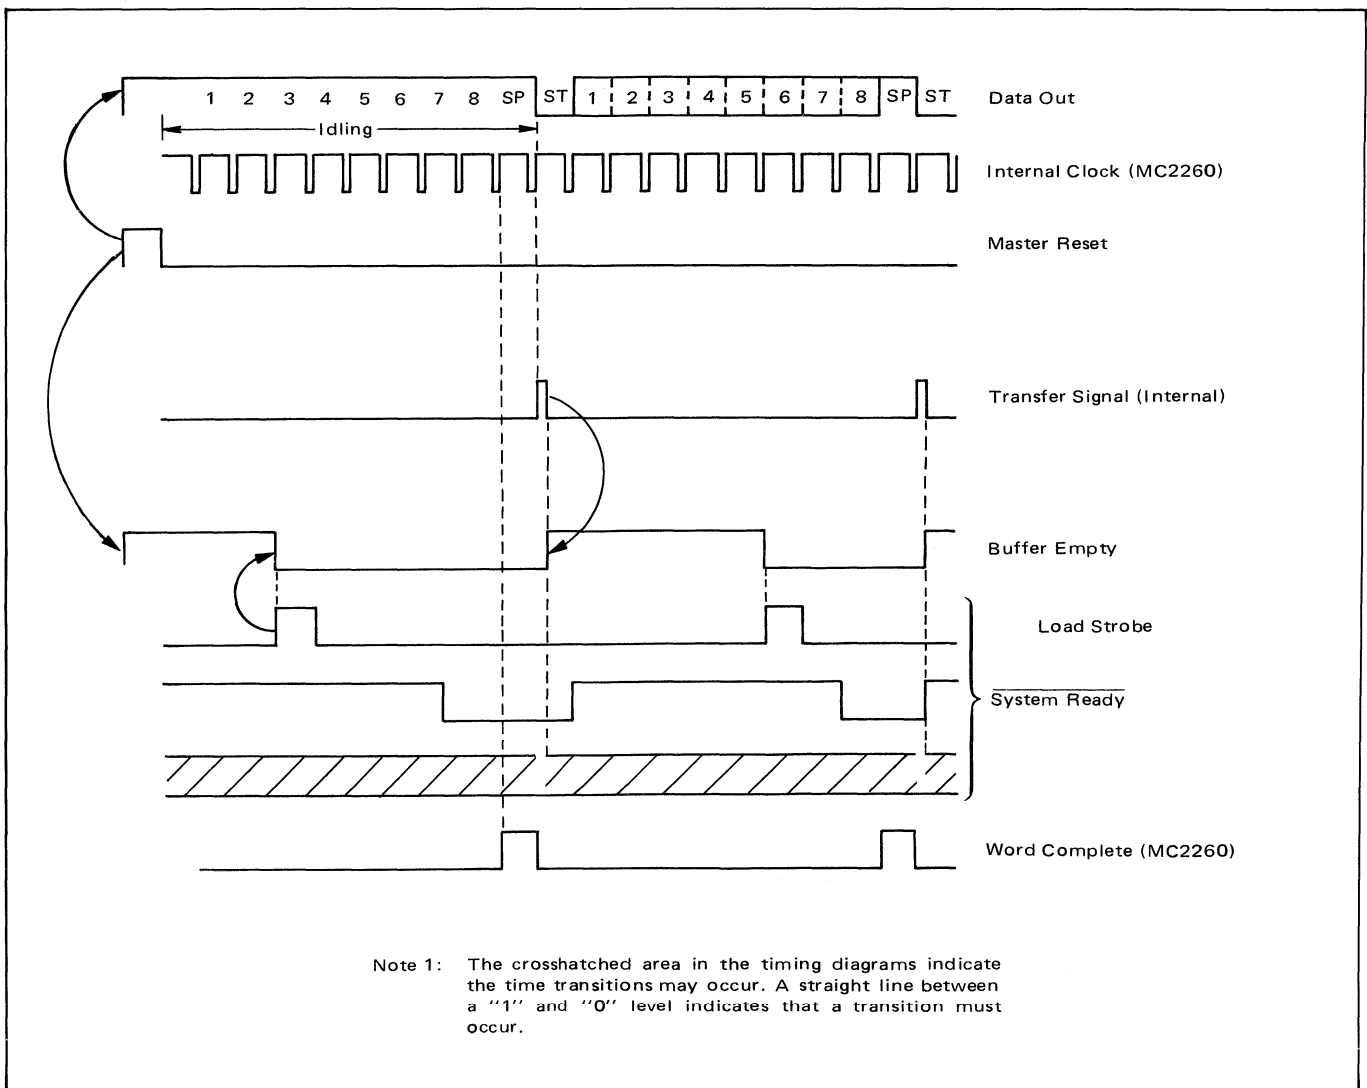 1 2 3 4 5 6 7 8 SP ST 1 2 3 4 5 6 7 8 SP ST Data Out
Idling
Internal Clock (MC2260)
Master Reset
Transfer Signal (Internal)
Buffer Empty
Load Strobe
System Ready
Word Complete (MC2260)
Note 1: The crosshatched area in the timing diagrams indicate
the time transitions may occur. A straight line between
a "1" and "0" level indicates that a transition must
occur.